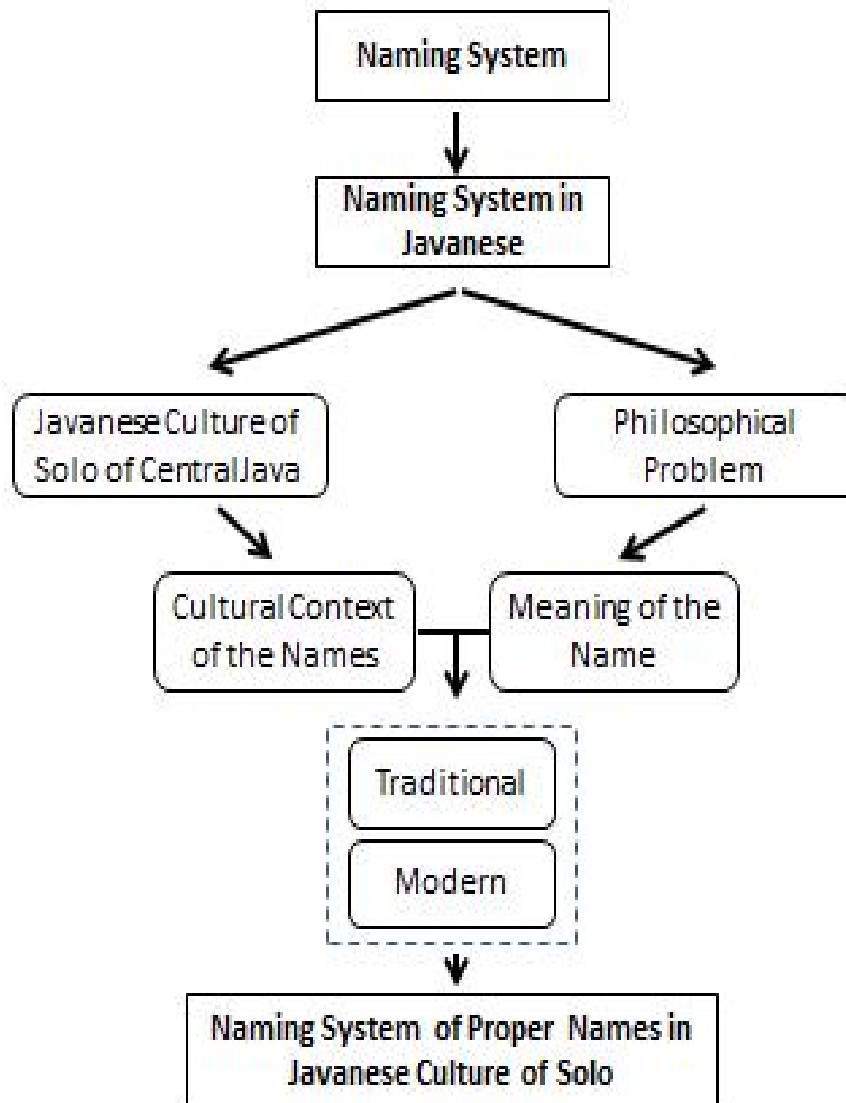 Naming System
Naming System in
Javanese
Javanese Culture of
Solo of Central Java
Philosophical
Problem
Cultural Context
of the Names
Meaning of the
Name
Traditional
Modern
Naming System of Proper Names in
Javanese Culture of Solo